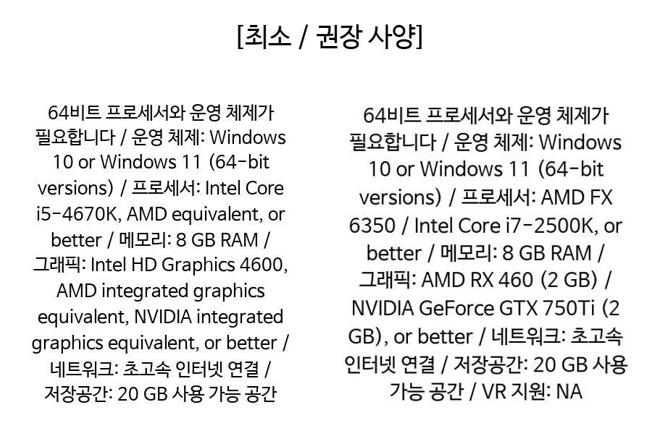 [최소 / 권장 사양]
64비트 프로세서와 운영 체제가
필요합니다 / 운영 체제: Windows
10 or Windows 11 (64-bit
versions) / 프로세서: Intel Core
i5-4670K, AMD equivalent, or
better / 메모리: 8 GB RAM /
그래픽: Intel HD Graphics 4600,
AMD integrated graphics
equivalent, NVIDIA integrated
graphics equivalent, or better /
네트워크: 초고속 인터넷 연결 /
저장공간: 20 GB 사용 가능 공간
64비트 프로세서와 운영 체제가
필요합니다 / 운영 체제: Windows
10 or Windows 11 (64-bit
versions) / 프로세서: AMD FX
6350 / Intel Core i7-2500K, or
better / 메모리: 8 GB RAM /
그래픽: AMD RX 460 (2 GB) /
NVIDIA GeForce GTX 750Ti (2
GB), or better / 네트워크: 초고속
인터넷 연결 / 저장공간: 20 GB 사용
가능 공간 / VR 지원: NA